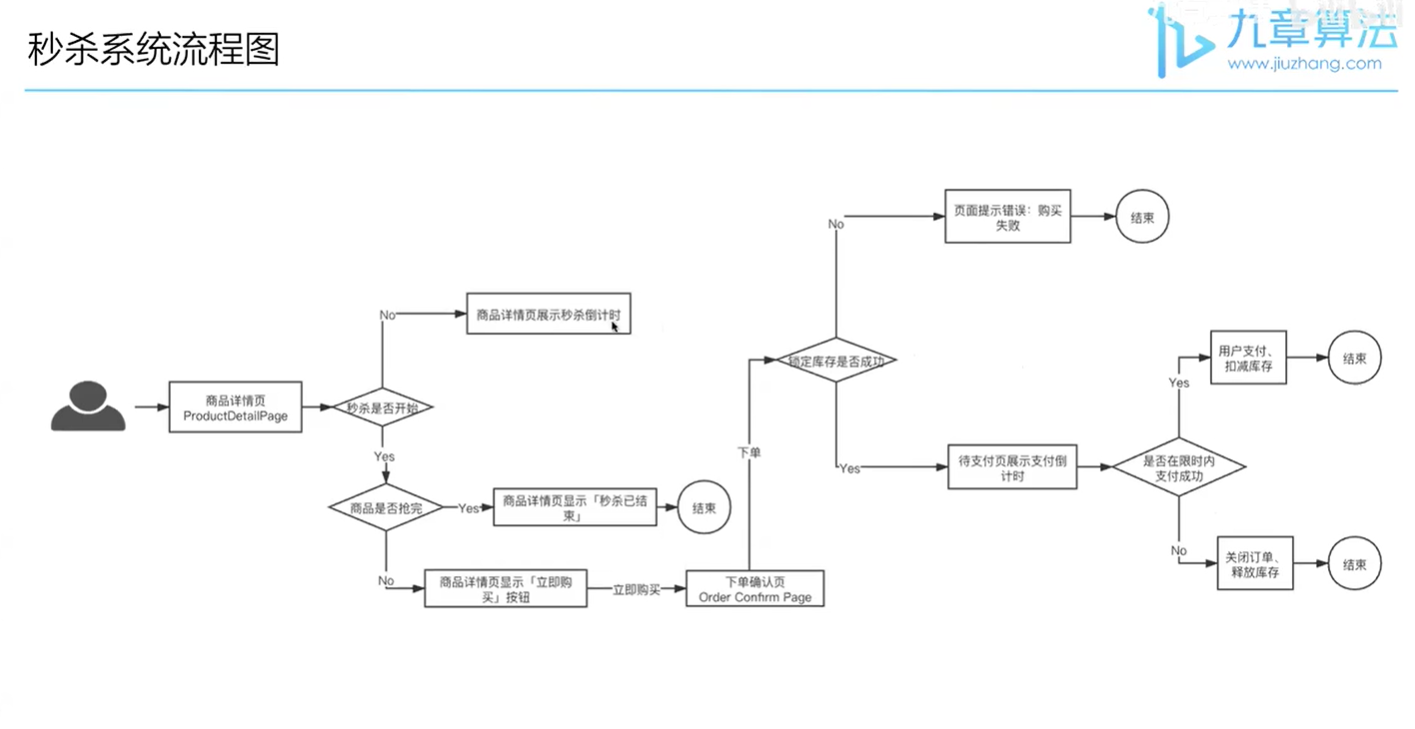 秒杀系统流程图
九章算法
www.jiuzhang.com
No
页面提示错误：购买
失败
结束
No
商品详情页展示秒杀倒计时
商品详情页
ProductDetailPage
秒杀是否开始
锁定库存是否成功
用户支付、
扣减库存
结束
Yes
Yes
下单
Yes
待支付页展示支付倒
计时
是否在限时内
支付成功
商品是否抢完
Yes
商品详情页显示「秒杀已结
束」
结束
No
商品详情页显示「立即购
买」按钮
立即购买
下单确认页
Order Confirm Page
No
关闭订单、
释放库存
结束